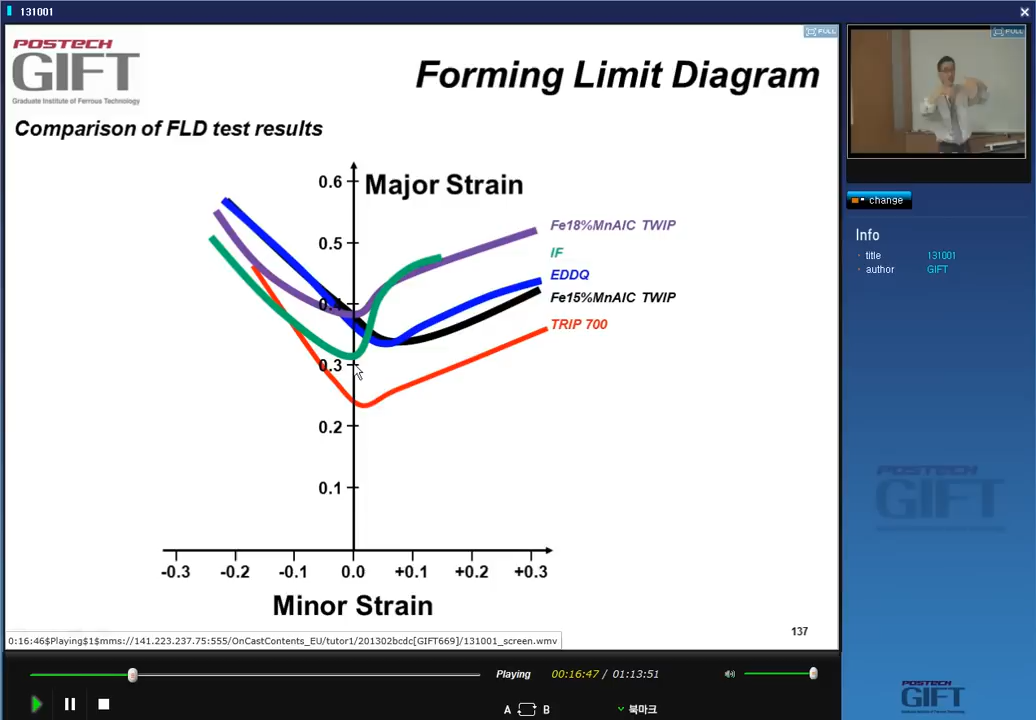 131001
FULL
FULL
POSTECH
GIFT
Graduate Institute of Ferrous Technology
Forming Limit Diagram
Comparison of FLD test results
0.6
Major Strain
0.5
0.4
0.3
0.2
0.1
Fe18%MnAlC TWIP
IF
EDDQ
Fe15%MnAlC TWIP
TRIP 700
-0.3 -0.2 -0.1 0.0 +0.1 +0.2 +0.3
Minor Strain
137
0:16:46$Playing$1$mms://141.223.237.75:555/OnCastContents_EU/tutor1/201302bcdc[GIFT669]/131001_screen.wmv
change
Info
title 131001
author GIFT
POSTECH
GIFT
Playing 00:16:47 / 01:13:51
A B 북마크
POSTECH
GIFT